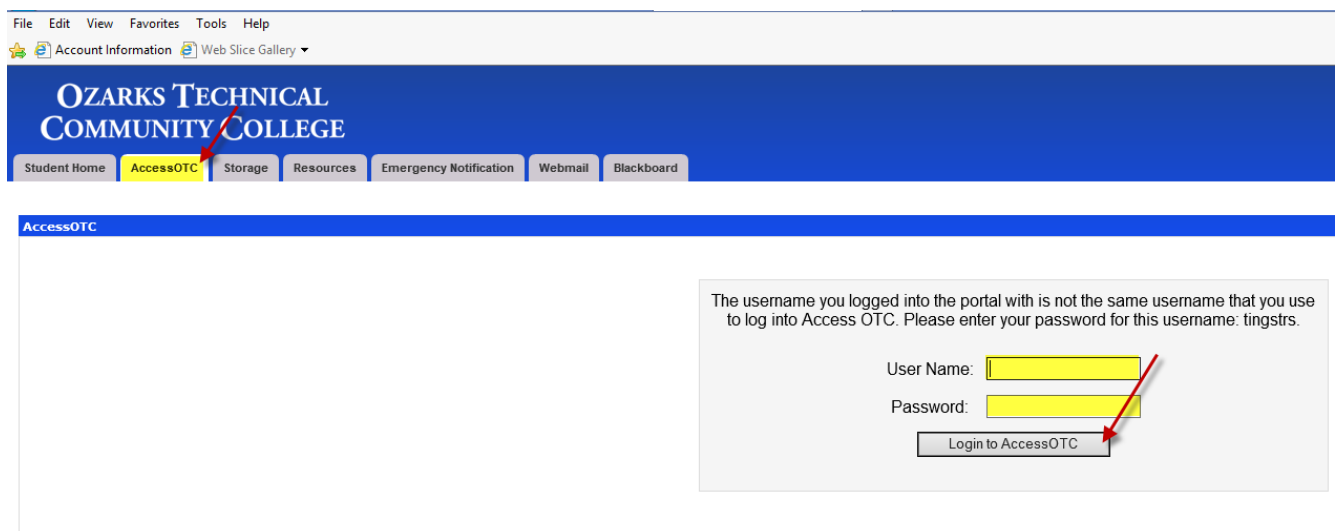 File Edit View Favorites Tools Help
Account Information Web Slice Gallery
OZARKS TECHNICAL
COMMUNITY COLLEGE
Student Home AccessOTC Storage Resources Emergency Notification Webmail Blackboard
AccessOTC
The username you logged into the portal with is not the same username that you use
to log into Access OTC. Please enter your password for this username: tingstrs.
User Name:
Password:
Login to AccessOTC